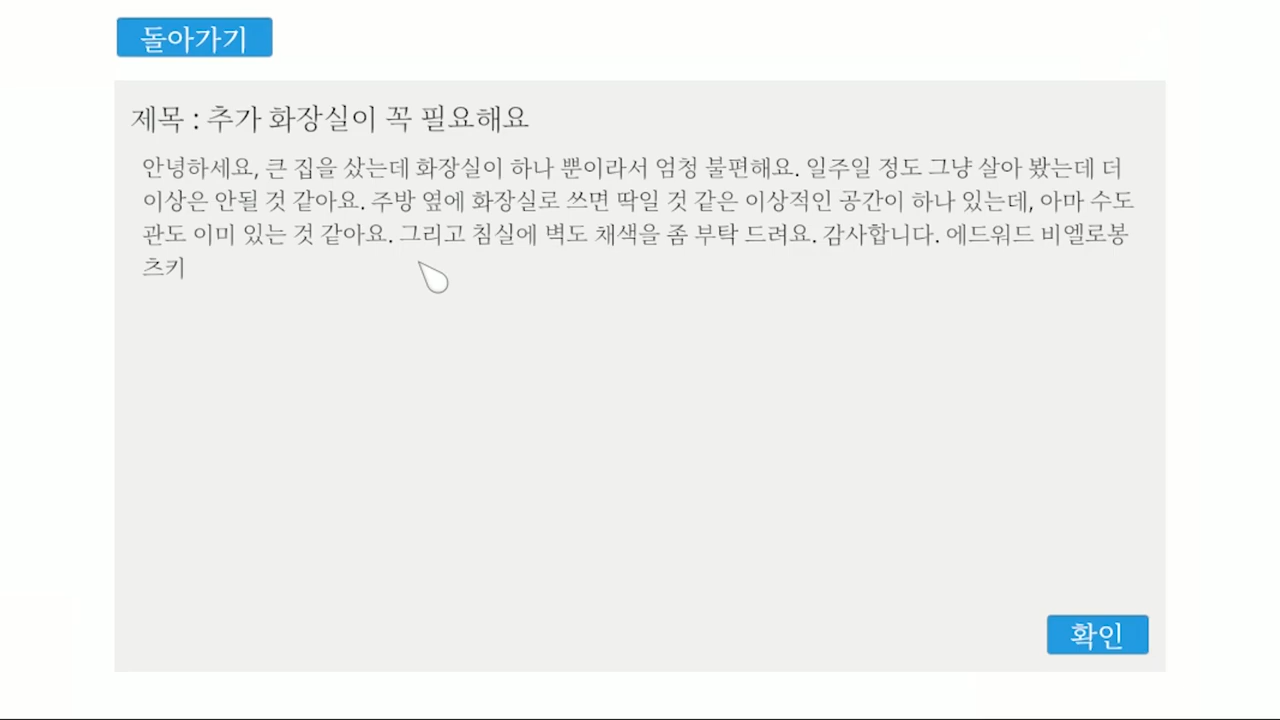 돌아가기
제목 : 추가 화장실이 꼭 필요해요
안녕하세요, 큰 집을 샀는데 화장실이 하나 뿐이라서 엄청 불편해요. 일주일 정도 그냥 살아 봤는데 더
이상은 안될 것 같아요. 주방 옆에 화장실로 쓰면 딱일 것 같은 이상적인 공간이 하나 있는데, 아마 수도
관도 이미 있는 것 같아요. 그리고 침실에 벽도 채색을 좀 부탁 드려요. 감사합니다. 에드워드 비엘로봉
츠키
확인